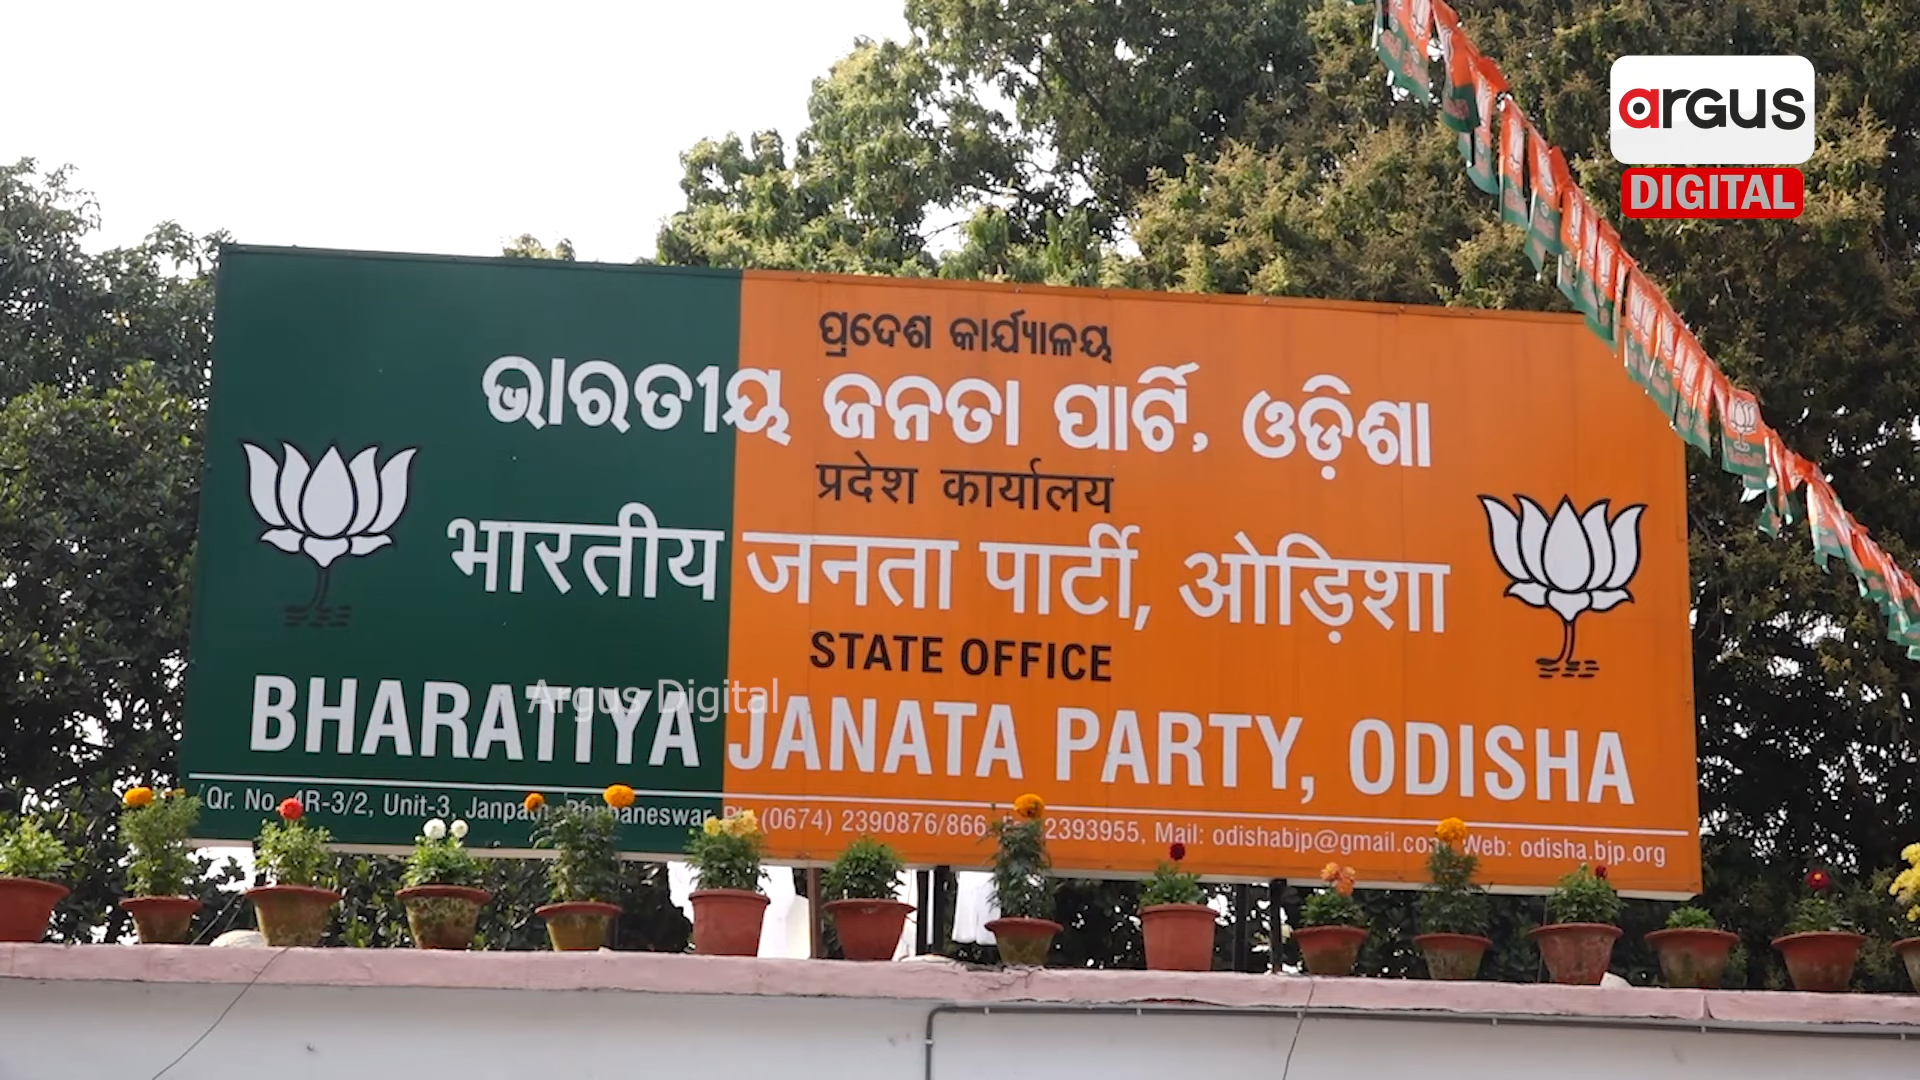 argus
DIGITAL
ପ୍ରଦେଶ କାର୍ଯ୍ୟାଳୟ
ଭାରତୀୟ ଜନତା ପାର୍ଟି, ଓଡ଼ିଶା
प्रदेश कार्यालय
भारतीय जनता पार्टी, ओड़िशा
STATE OFFICE
BHARATIYA JANATA PARTY, ODISHA
Argus Digital
Qr. No. 4R-3/2, Unit-3, Janpath, Bhubaneswar, Ph: (0674) 2390876/866, 2393955, Mail: odishabjp@gmail.com, Web: odisha.bjp.org